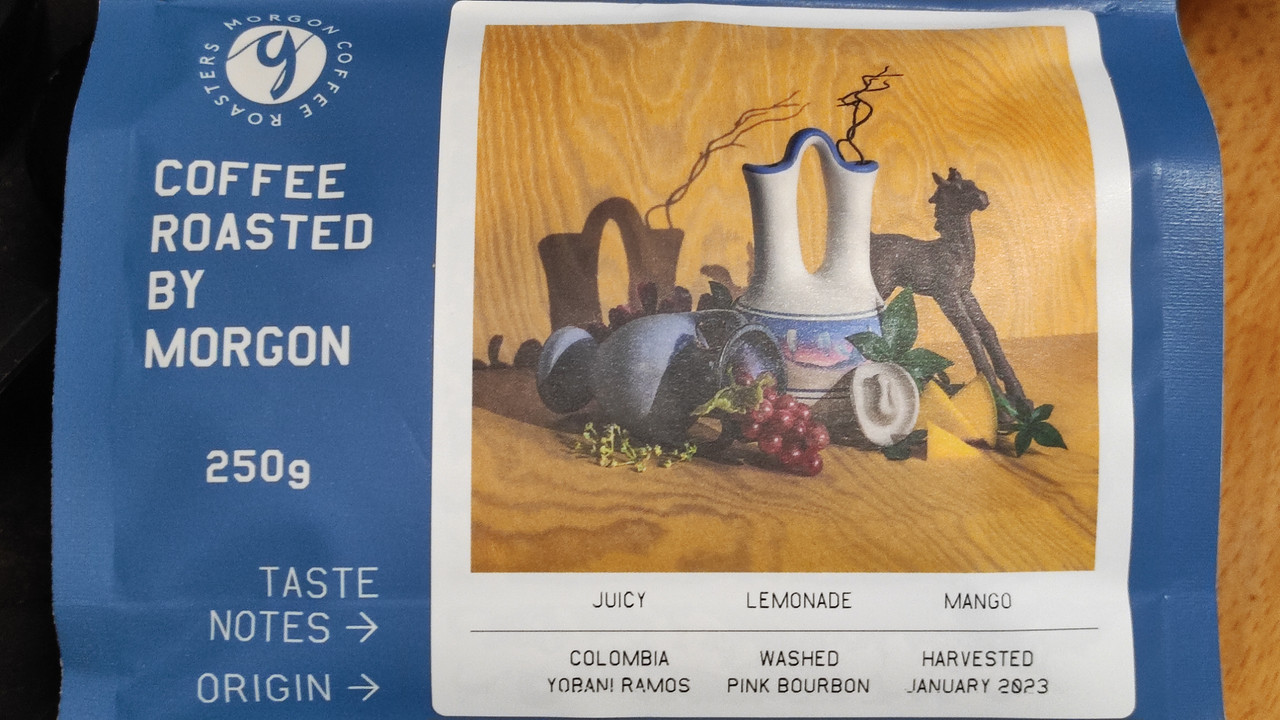 MORGON COFFEE ROASTERS
g
COFFEE
ROASTED
BY
MORGON
250g
TASTE
NOTES →
ORIGIN →
JUICY LEMONADE MANGO
COLOMBIA WASHED HARVESTED
YOBANI RAMOS PINK BOURBON JANUARY 2023